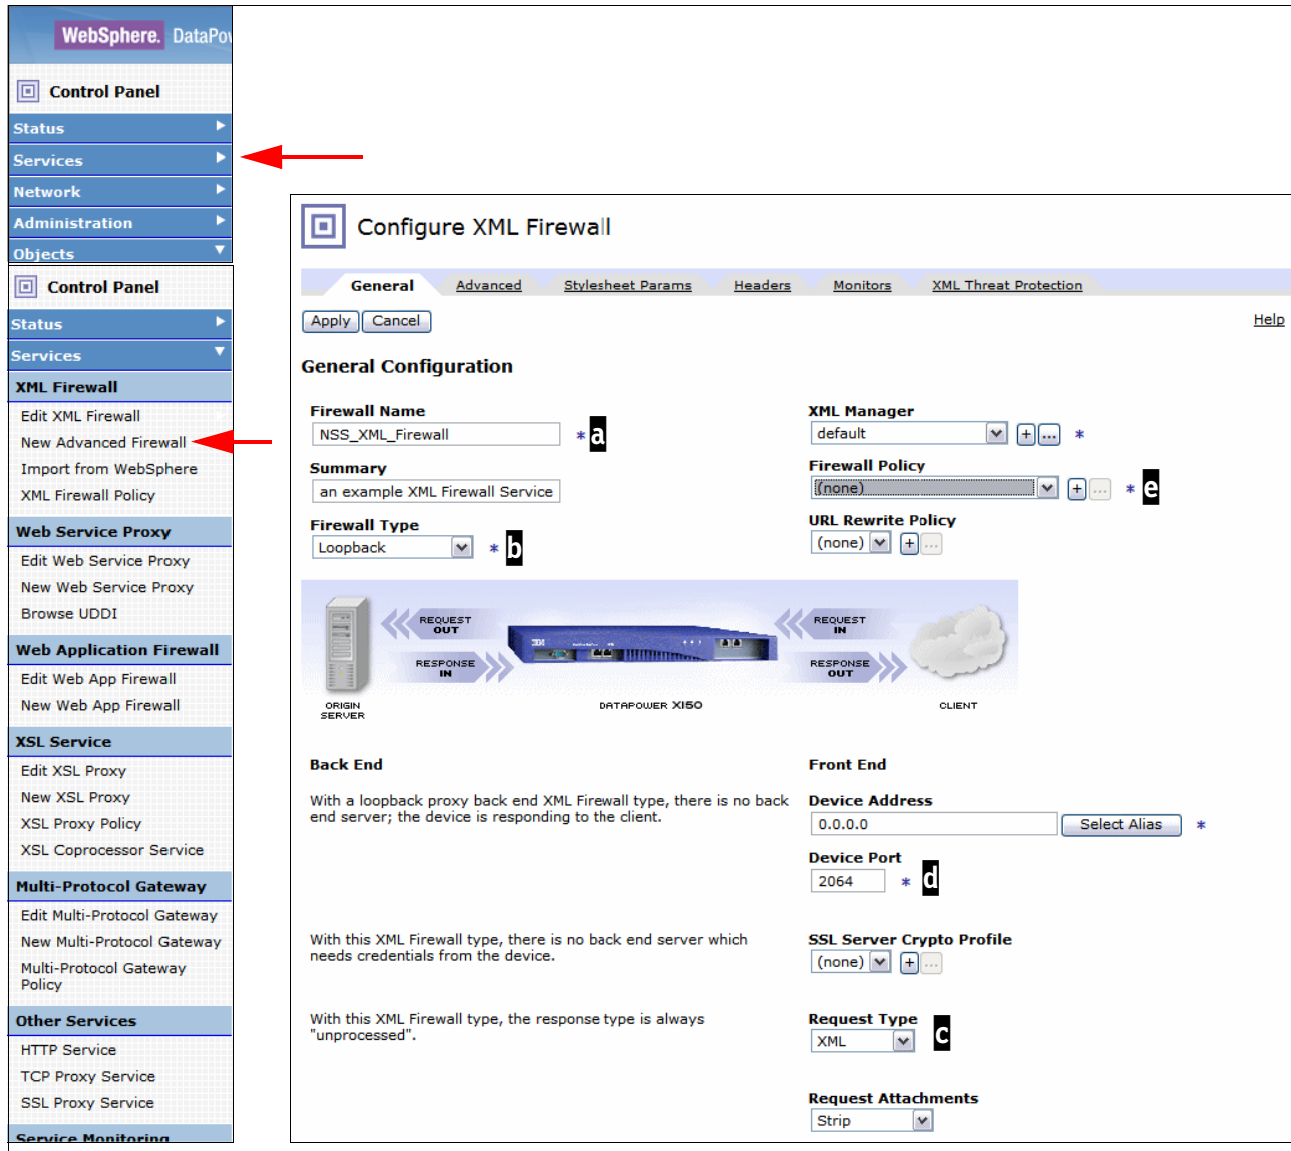 WebSphere. DataPow
Control Panel
Status
Services
Network
Administration
Objects
Control Panel
Status
Services
XML Firewall
Edit XML Firewall
New Advanced Firewall
Import from WebSphere
XML Firewall Policy
Web Service Proxy
Edit Web Service Proxy
New Web Service Proxy
Browse UDDI
Web Application Firewall
Edit Web App Firewall
New Web App Firewall
XSL Service
Edit XSL Proxy
New XSL Proxy
XSL Proxy Policy
XSL Coprocessor Service
Multi-Protocol Gateway
Edit Multi-Protocol Gateway
New Multi-Protocol Gateway
Multi-Protocol Gateway
Policy
Other Services
HTTP Service
TCP Proxy Service
SSL Proxy Service
Service Monitoring
Configure XML Firewall
General Advanced Stylesheet Params Headers Monitors XML Threat Protection
Apply Cancel Help
General Configuration
Firewall Name
NSS_XML_Firewall * a
Summary
an example XML Firewall Service
Firewall Type
Loopback * b
XML Manager
default + ... *
Firewall Policy
(none) + ... * e
URL Rewrite Policy
(none) + ...
REQUEST
OUT
RESPONSE
IN
REQUEST
IN
RESPONSE
OUT
ORIGIN
SERVER
IBM
DATAPOWER XI50
CLIENT
Back End
With a loopback proxy back end XML Firewall type, there is no back
end server; the device is responding to the client.
With this XML Firewall type, there is no back end server which
needs credentials from the device.
With this XML Firewall type, the response type is always
"unprocessed".
Front End
Device Address
0.0.0.0 Select Alias *
Device Port
2064 * d
SSL Server Crypto Profile
(none) + ...
Request Type
XML c
Request Attachments
Strip